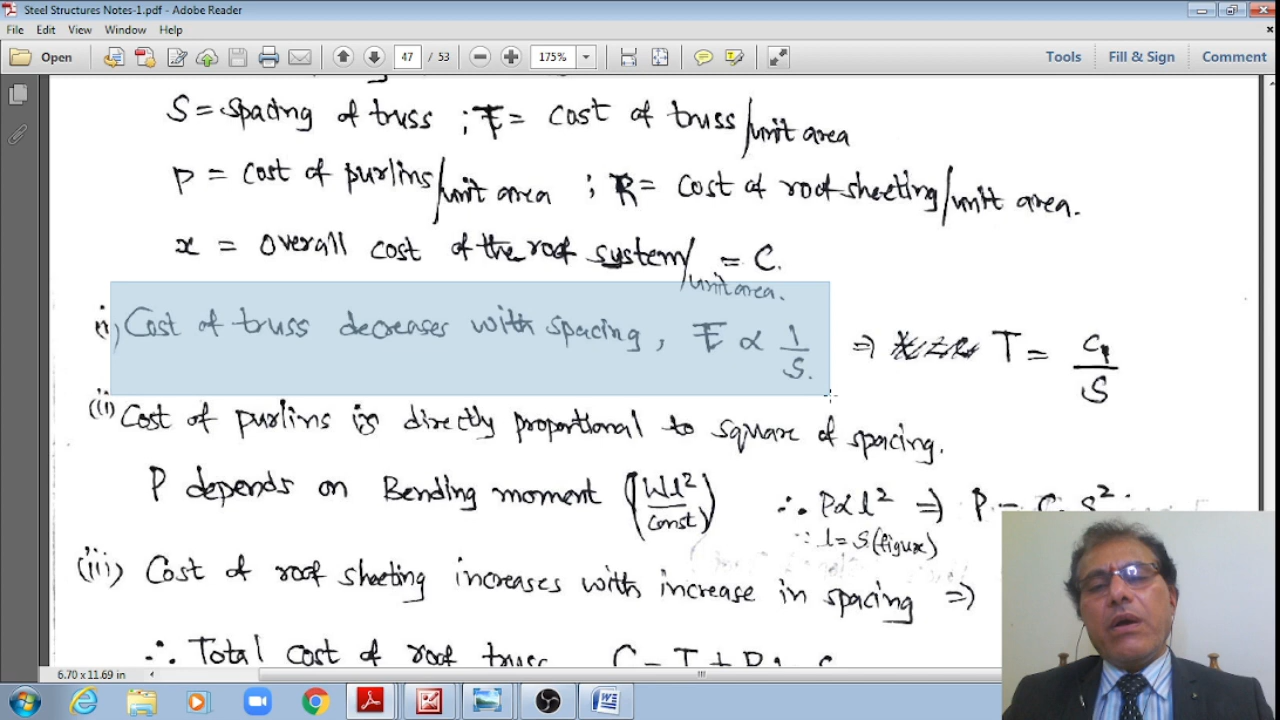 Steel Structures Notes-1.pdf - Adobe Reader
File Edit View Window Help
Open 47 / 53 175% Tools Fill & Sign Comment
S = spacing of truss ; T = cost of truss/unit area
P = cost of purlins/unit area ; R = cost of roof sheeting/unit area.
x = overall cost of the roof system/unit area. = C.
(i) Cost of truss decreases with spacing, T ∝ 1/S. ⇒ T = C₁/S
(ii) Cost of purlins is directly proportional to square of spacing.
P depends on Bending moment (Wl²/const) ∴ P ∝ l² ⇒ P = C S².
∵ l = S (figure)
(iii) Cost of roof sheeting increases with increase in spacing ⇒
∴ Total cost of roof truss
6.70 x 11.69 in